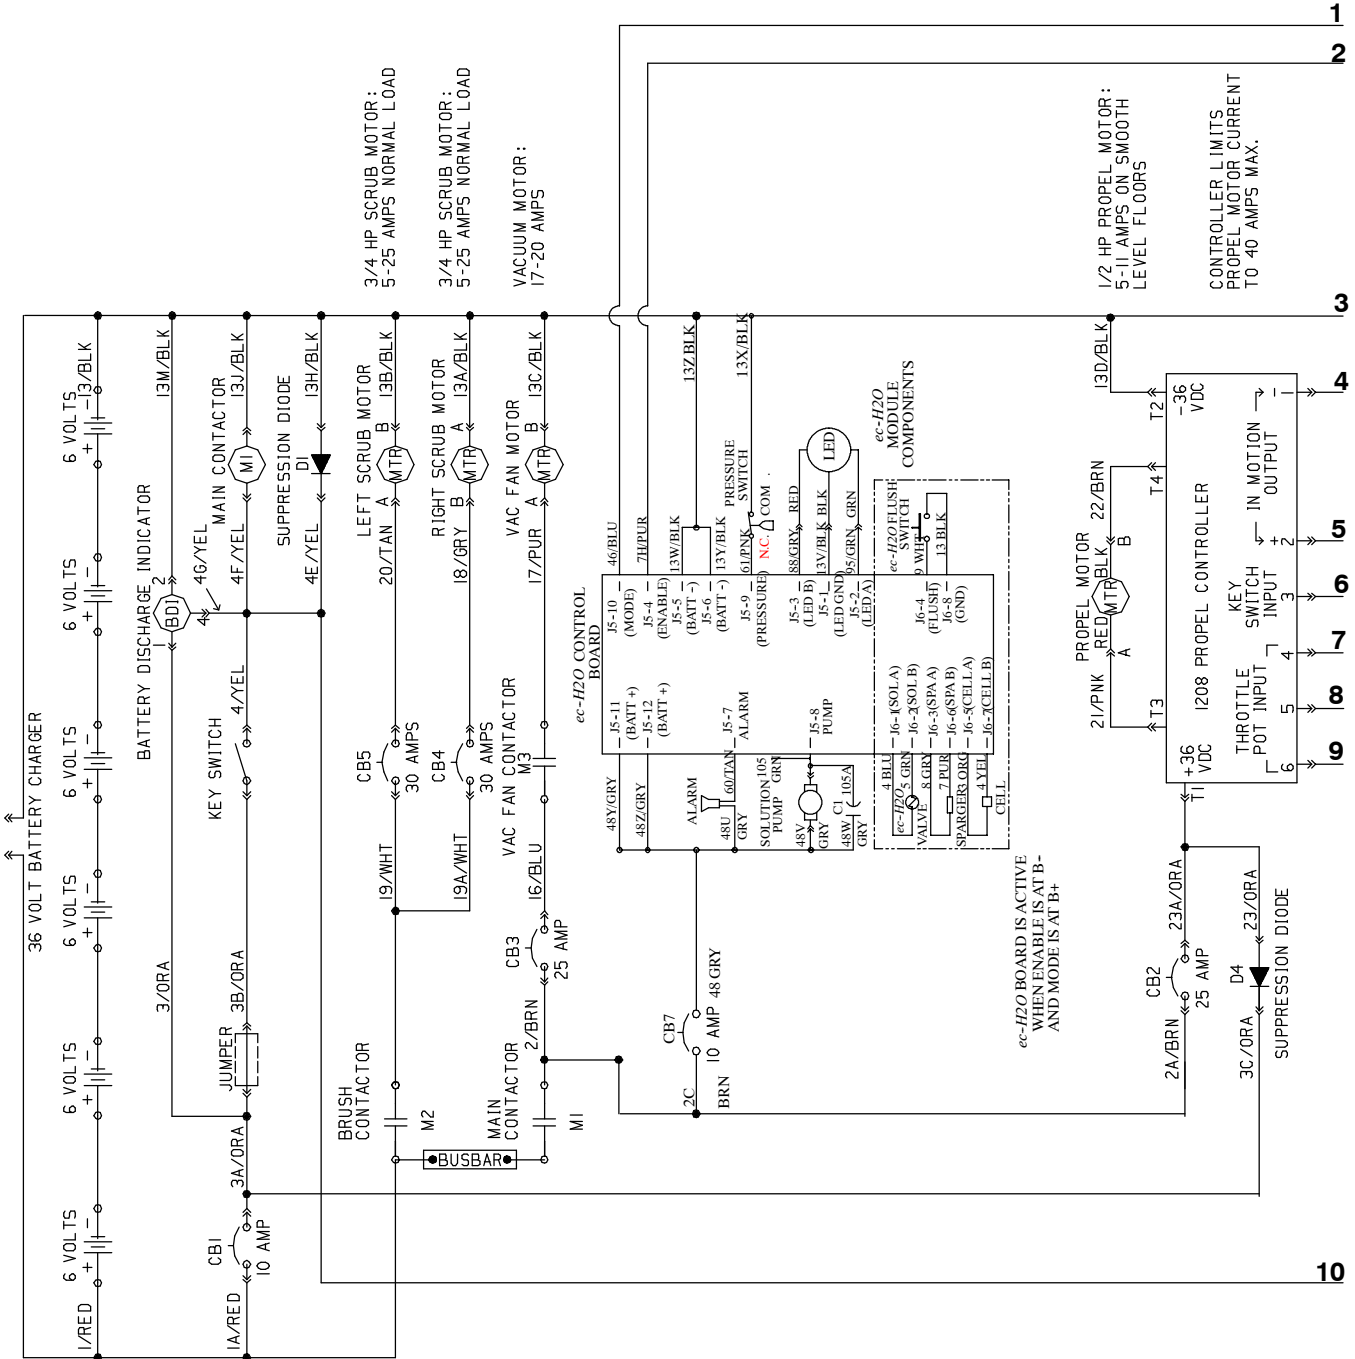 1
2
3
4
5
6
7
8
9
10
36 VOLT BATTERY CHARGER
6 VOLTS
+ -
6 VOLTS
+ -
6 VOLTS
+ -
6 VOLTS
+ -
6 VOLTS
+ -
6 VOLTS
+ -
1/RED
13/BLK
BATTERY DISCHARGE INDICATOR
3/ORA
1
BDI
2
4
13M/BLK
4G/YEL
1A/RED
CB1
10 AMP
3A/ORA
JUMPER
3B/ORA
KEY SWITCH
4/YEL
4F/YEL
MAIN CONTACTOR
M1
13J/BLK
SUPPRESSION DIODE
D1
4E/YEL
13H/BLK
BRUSH
CONTACTOR
M2
19/WHT
CB5
30 AMPS
20/TAN
LEFT SCRUB MOTOR
A
MTR
B
13B/BLK
3/4 HP SCRUB MOTOR:
5-25 AMPS NORMAL LOAD
19A/WHT
CB4
30 AMPS
18/GRY
RIGHT SCRUB MOTOR
B
MTR
A
13A/BLK
3/4 HP SCRUB MOTOR:
5-25 AMPS NORMAL LOAD
BUSBAR
MAIN
CONTACTOR
M1
2/BRN
CB3
25 AMP
16/BLU
VAC FAN CONTACTOR
M3
17/PUR
VAC FAN MOTOR
A
MTR
B
13C/BLK
VACUUM MOTOR:
17-20 AMPS
2C
BRN
CB7
10 AMP
48 GRY
ec-H2O CONTROL
BOARD
48Y/GRY
J5-11
(BATT +)
48Z/GRY
J5-12
(BATT +)
ALARM
48U
GRY
60/TAN
J5-7
ALARM
SOLUTION
PUMP
105
GRN
48V
GRY
J5-8
PUMP
48W
GRY
C1
105A
J5-10
(MODE)
46/BLU
J5-4
(ENABLE)
7H/PUR
J5-5
(BATT -)
13W/BLK
J5-6
(BATT -)
13Y/BLK
13Z BLK
J5-9
(PRESSURE)
61/PNK
N.C.
COM .
PRESSURE
SWITCH
13X/BLK
J5-3
(LED B)
88/GRY
RED
J5-1
(LED GND)
13V/BLK
BLK
J5-2
(LED A)
95/GRN
GRN
LED
ec-H2O
MODULE
COMPONENTS
ec-H2O FLUSH
SWITCH
9 WHT
13 BLK
J6-4
(FLUSH)
J6-8
(GND)
J6-1(SOL A)
J6-2(SOL B)
J6-3(SPA A)
J6-6(SPA B)
J6-5(CELL A)
J6-7(CELL B)
4 BLU
5 GRN
8 GRY
7 PUR
3 ORG
4 YEL
ec-H2O
VALVE
SPARGER
CELL
ec-H2O BOARD IS ACTIVE
WHEN ENABLE IS AT B-
AND MODE IS AT B+
1/2 HP PROPEL MOTOR:
5-11 AMPS ON SMOOTH
LEVEL FLOORS
CONTROLLER LIMITS
PROPEL MOTOR CURRENT
TO 40 AMPS MAX.
13D/BLK
T2
-36
VDC
22/BRN
T4
PROPEL MOTOR
A
RED
MTR
BLK
B
21/PNK
T3
T1
+36
VDC
1208 PROPEL CONTROLLER
IN MOTION
OUTPUT
-
+
1
2
KEY
SWITCH
INPUT
3
THROTTLE
POT INPUT
4
5
6
2A/BRN
CB2
25 AMP
23A/ORA
3C/ORA
D4
23/ORA
SUPPRESSION DIODE